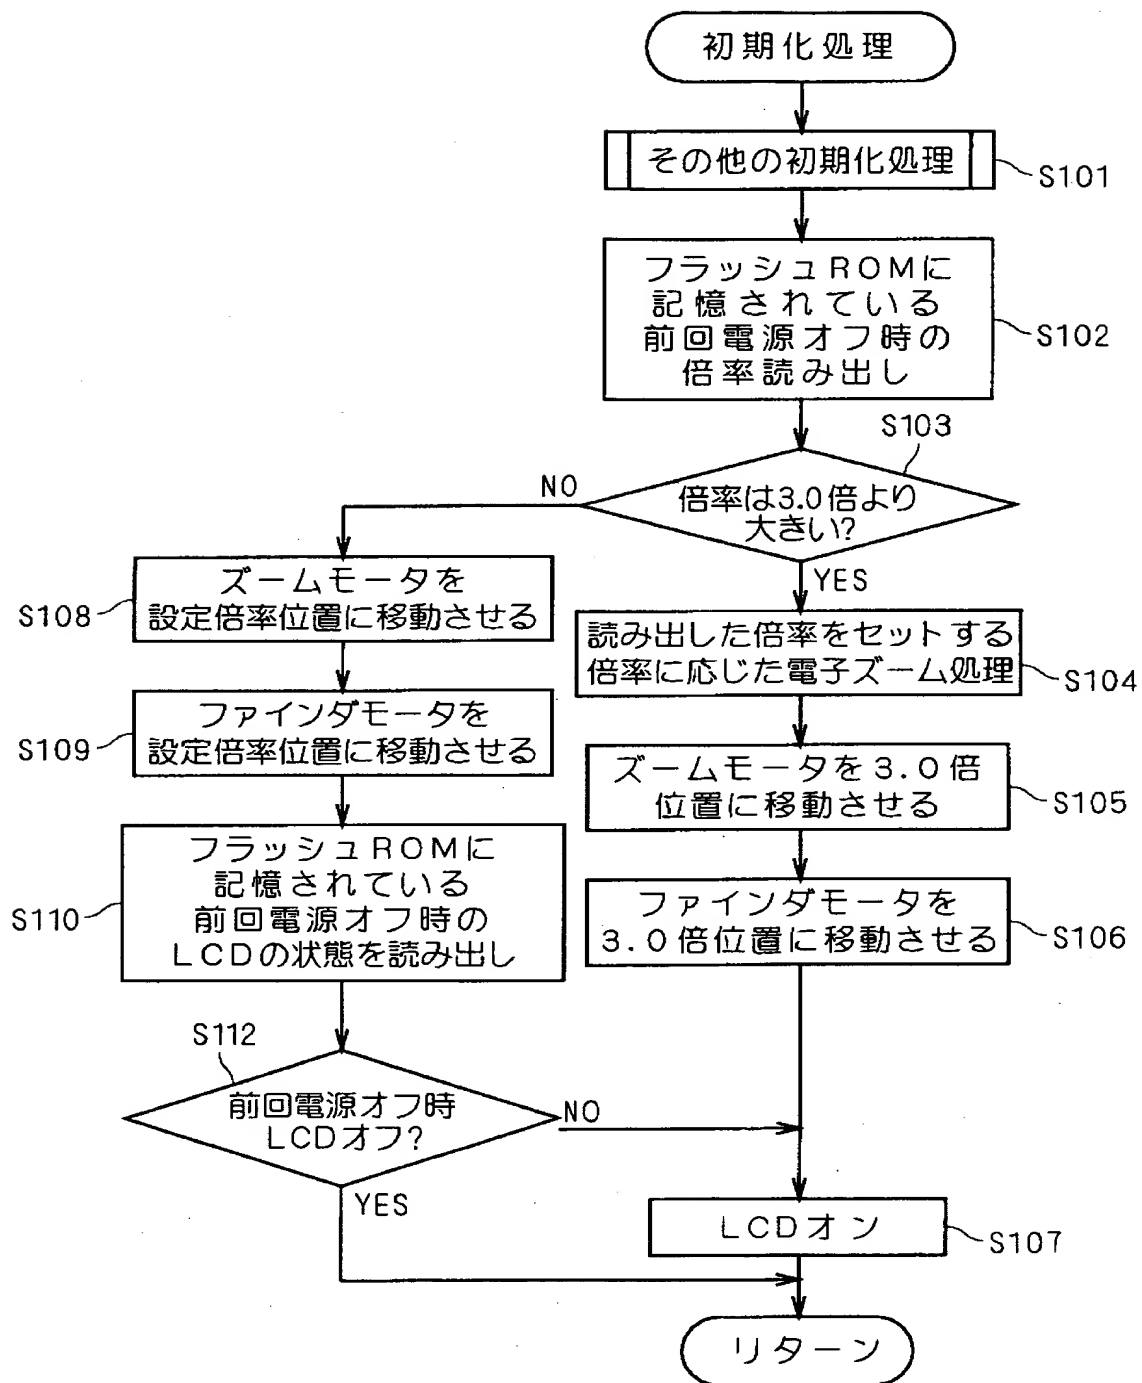 初期化処理
その他の初期化処理
S101
フラッシュROMに
記憶されている
前回電源オフ時の
倍率読み出し
S102
S103
倍率は3.0倍より
大きい?
NO
YES
ズームモータを
設定倍率位置に移動させる
S108
読み出した倍率をセットする
倍率に応じた電子ズーム処理
S104
ファインダモータを
設定倍率位置に移動させる
S109
ズームモータを3.0倍
位置に移動させる
S105
フラッシュROMに
記憶されている
前回電源オフ時の
LCDの状態を読み出し
S110
ファインダモータを
3.0倍位置に移動させる
S106
S112
前回電源オフ時
LCDオフ?
NO
YES
LCDオン
S107
リターン